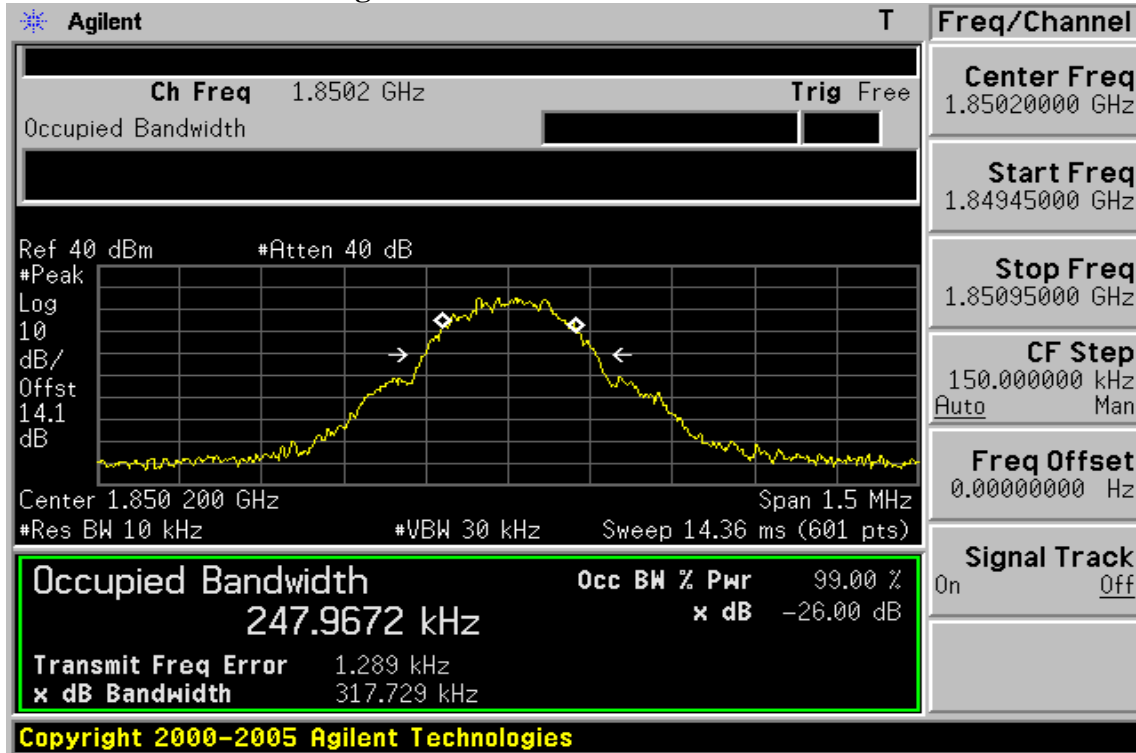 Agilent T
Freq/Channel
Ch Freq 1.8502 GHz Trig Free
Occupied Bandwidth
Center Freq
1.85020000 GHz
Start Freq
1.84945000 GHz
Stop Freq
1.85095000 GHz
CF Step
150.000000 kHz
Auto Man
Freq Offset
0.00000000 Hz
Signal Track
On Off
Ref 40 dBm #Atten 40 dB
#Peak
Log
10
dB/
Offst
14.1
dB
Center 1.850 200 GHz Span 1.5 MHz
#Res BW 10 kHz #VBW 30 kHz Sweep 14.36 ms (601 pts)
Occupied Bandwidth Occ BW % Pwr 99.00 %
247.9672 kHz x dB -26.00 dB
Transmit Freq Error 1.289 kHz
x dB Bandwidth 317.729 kHz
Copyright 2000-2005 Agilent Technologies